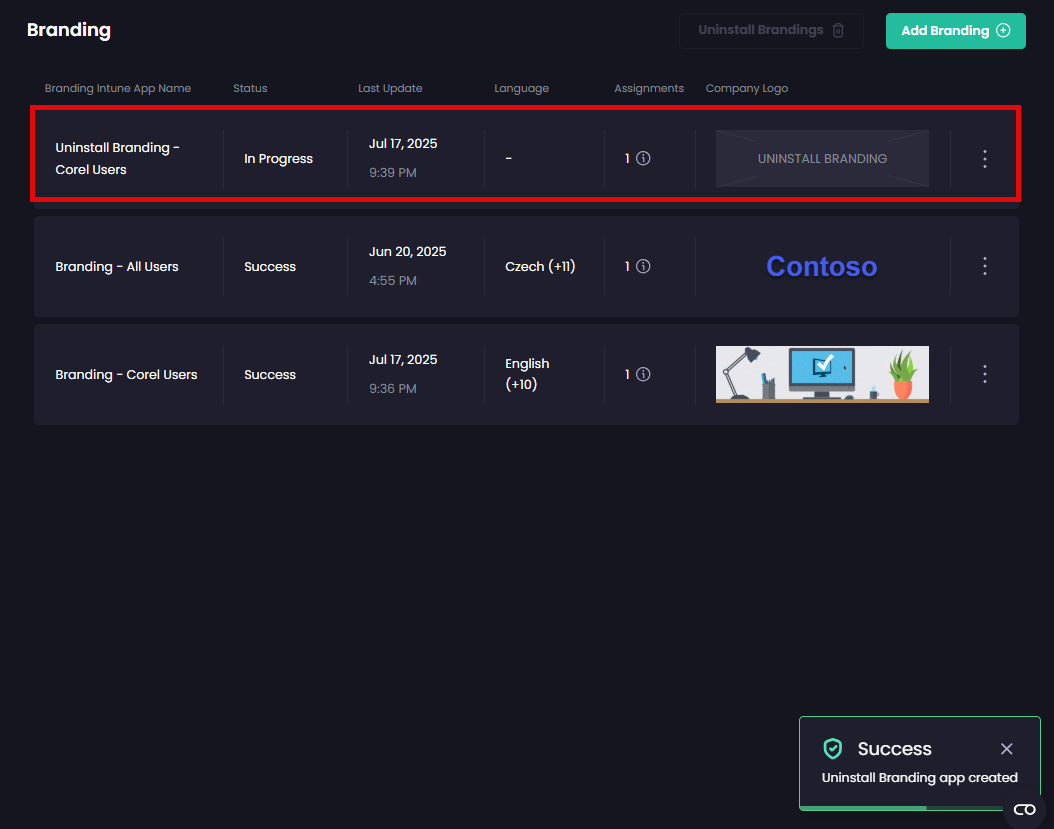 Branding
Uninstall Brandings
Add Branding
Branding Intune App Name Status Last Update Language Assignments Company Logo
Uninstall Branding -
Corel Users
In Progress
Jul 17, 2025
9:39 PM
-
1
UNINSTALL BRANDING
Branding - All Users
Success
Jun 20, 2025
4:55 PM
Czech (+11)
1
Contoso
Branding - Corel Users
Success
Jul 17, 2025
9:36 PM
English
(+10)
1
Success
Uninstall Branding app created